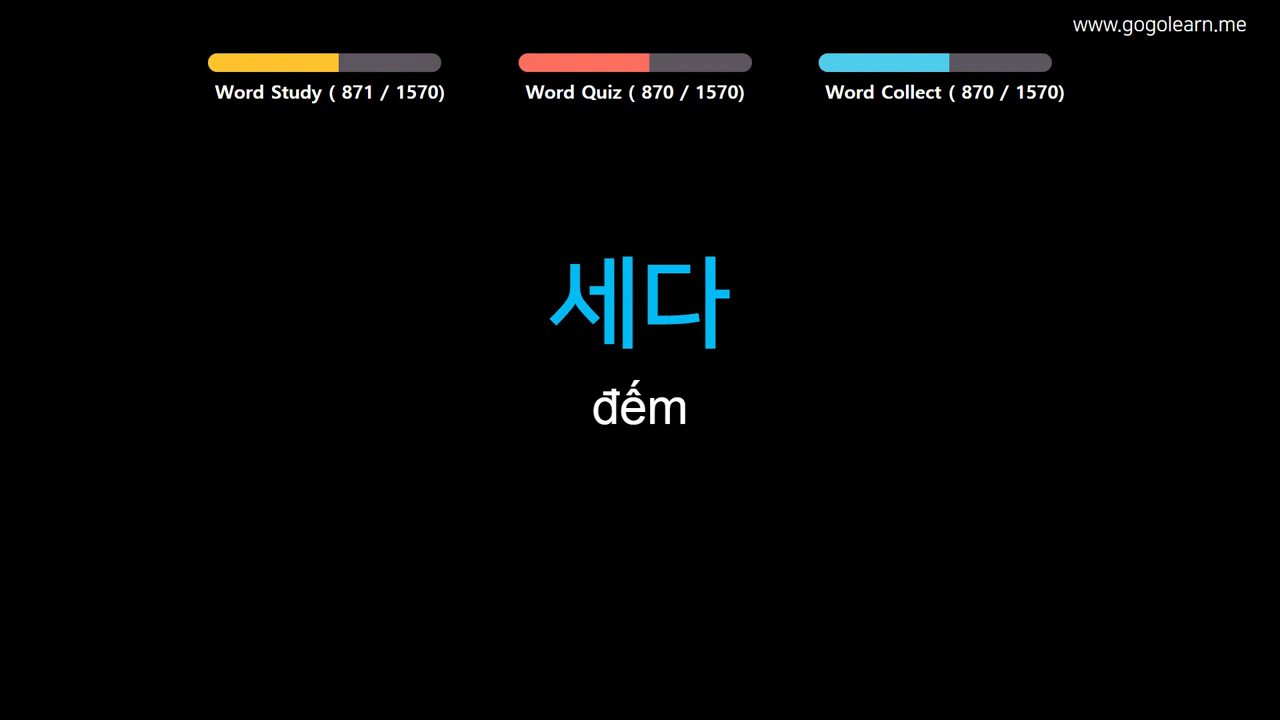 www.gogolearn.me
Word Study ( 871 / 1570)
Word Quiz ( 870 / 1570)
Word Collect ( 870 / 1570)
세다
đếm